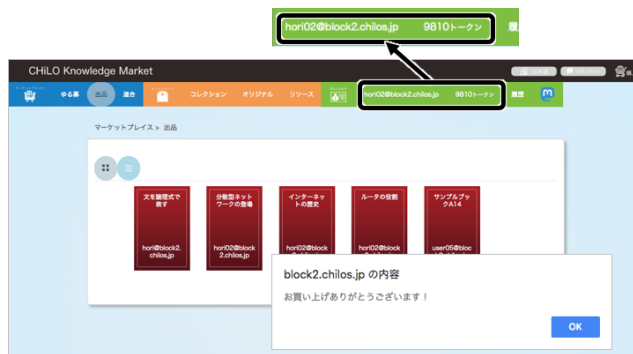 hori02@block2.chilos.jp 9810トークン 履
CHiLO Knowledge Market
ゆる募 出品 連合 コレクション オリジナル リソース hori02@block2.chilos.jp 9810トークン 履歴
マーケットプレイス> 出品
文を論理式で
表す
hori@block2.
chilos.jp
分散型ネット
ワークの登場
hori02@block
2.chilos.jp
インターネッ
トの歴史
hori02@block
ルータの役割
hori02@block
サンプルブッ
クA14
user05@bloc
block2.chilos.jp の内容
お買い上げありがとうございます！
OK